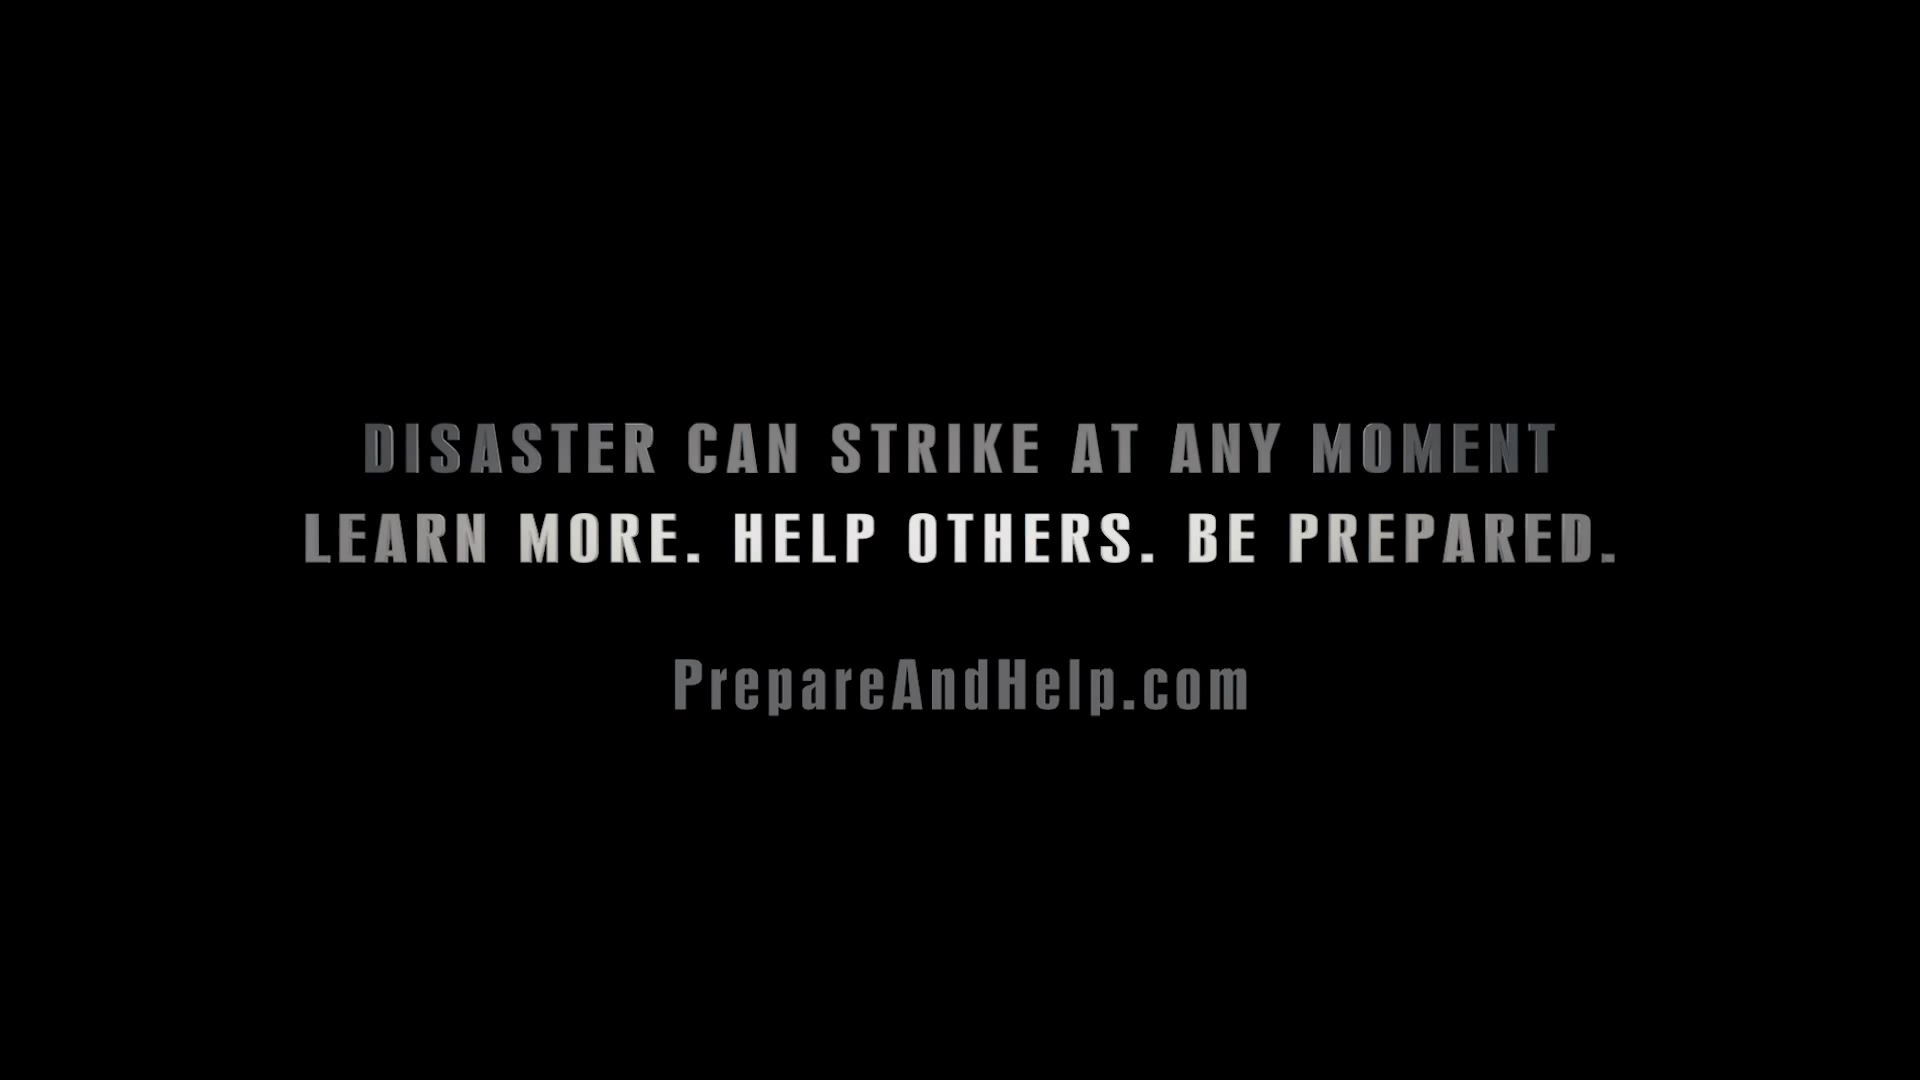 DISASTER CAN STRIKE AT ANY MOMENT
LEARN MORE. HELP OTHERS. BE PREPARED.
PrepareAndHelp.com